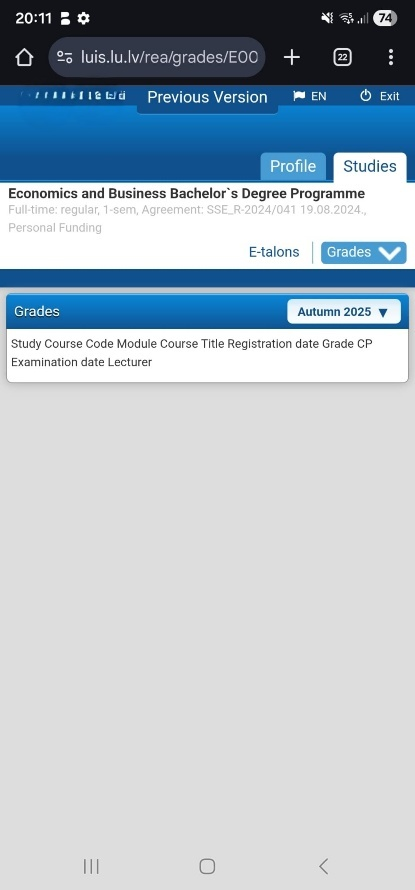 20:11
74
luis.lu.lv/rea/grades/E00
22
Previous Version
EN
Exit
Profile
Studies
Economics and Business Bachelor`s Degree Programme
Full-time: regular, 1-sem, Agreement: SSE_R-2024/041 19.08.2024.,
Personal Funding
E-talons
Grades
Grades
Autumn 2025 ▼
Study Course Code Module Course Title Registration date Grade CP
Examination date Lecturer